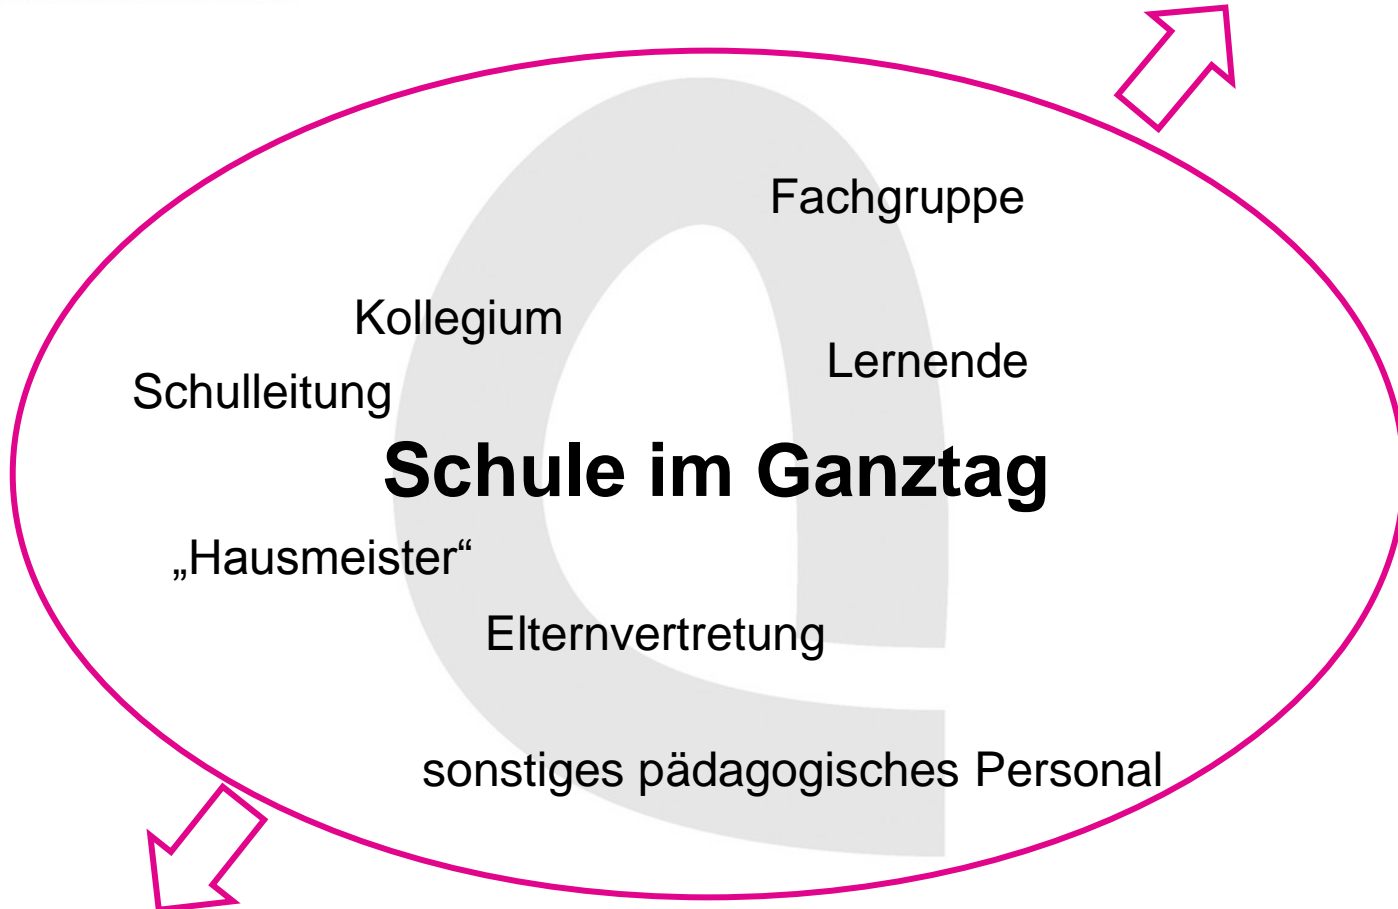 Fachgruppe
Kollegium
Lernende
Schulleitung
Schule im Ganztag
„Hausmeister“
Elternvertretung
sonstiges pädagogisches Personal